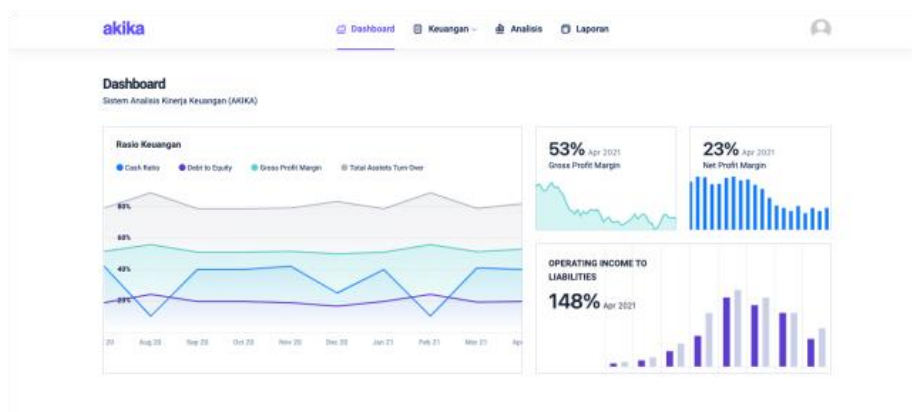 akika
Dashboard Keuangan Analisis Laporan
Dashboard
Sistem Analisis Kinerja Keuangan (AKIKA)
Rasio Keuangan
Cash Ratio Debt to Equity Gross Profit Margin Total Assets Turn Over
80%
60%
40%
20%
20 Aug 20 Sep 20 Oct 20 Nov 20 Dec 20 Jan 21 Feb 21 Mar 21 Ap
53% Apr 2021
Gross Profit Margin
23% Apr 2021
Net Profit Margin
OPERATING INCOME TO
LIABILITIES
148% Apr 2021